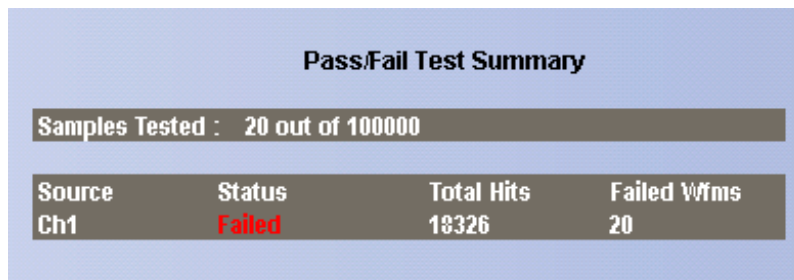 Pass/Fail Test Summary
Samples Tested : 20 out of 100000
Source Status Total Hits Failed Wfms
Ch1 Failed 18326 20